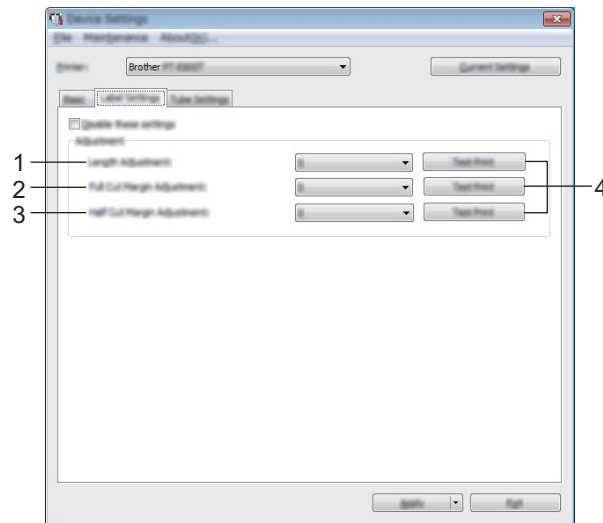 Device Settings
File Maintenance About
Printer: Brother PT-E800T Current Settings
Basic Label Settings Tube Settings
Disable these settings
Adjustment
1 Length Adjustment: Test Print
2 Full Cut Margin Adjustment: Test Print 4
3 Half Cut Margin Adjustment: Test Print
Apply Exit